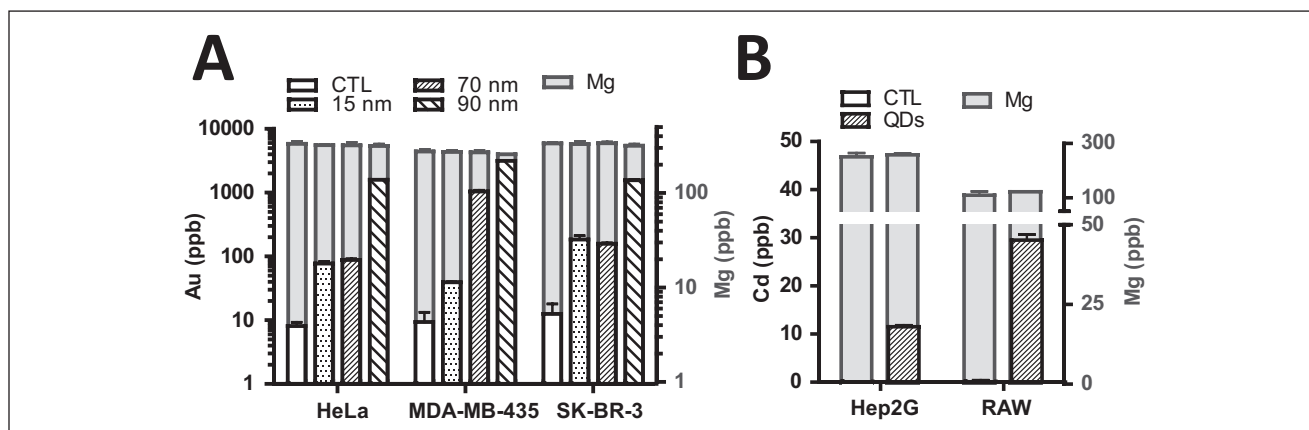 A
CTL
15 nm
70 nm
90 nm
Mg
Au (ppb)
10000
1000
100
10
1
Mg (ppb)
100
10
1
HeLa
MDA-MB-435
SK-BR-3
B
CTL
QDs
Mg
Cd (ppb)
50
40
30
20
10
0
Mg (ppb)
300
100
50
25
0
Hep2G
RAW